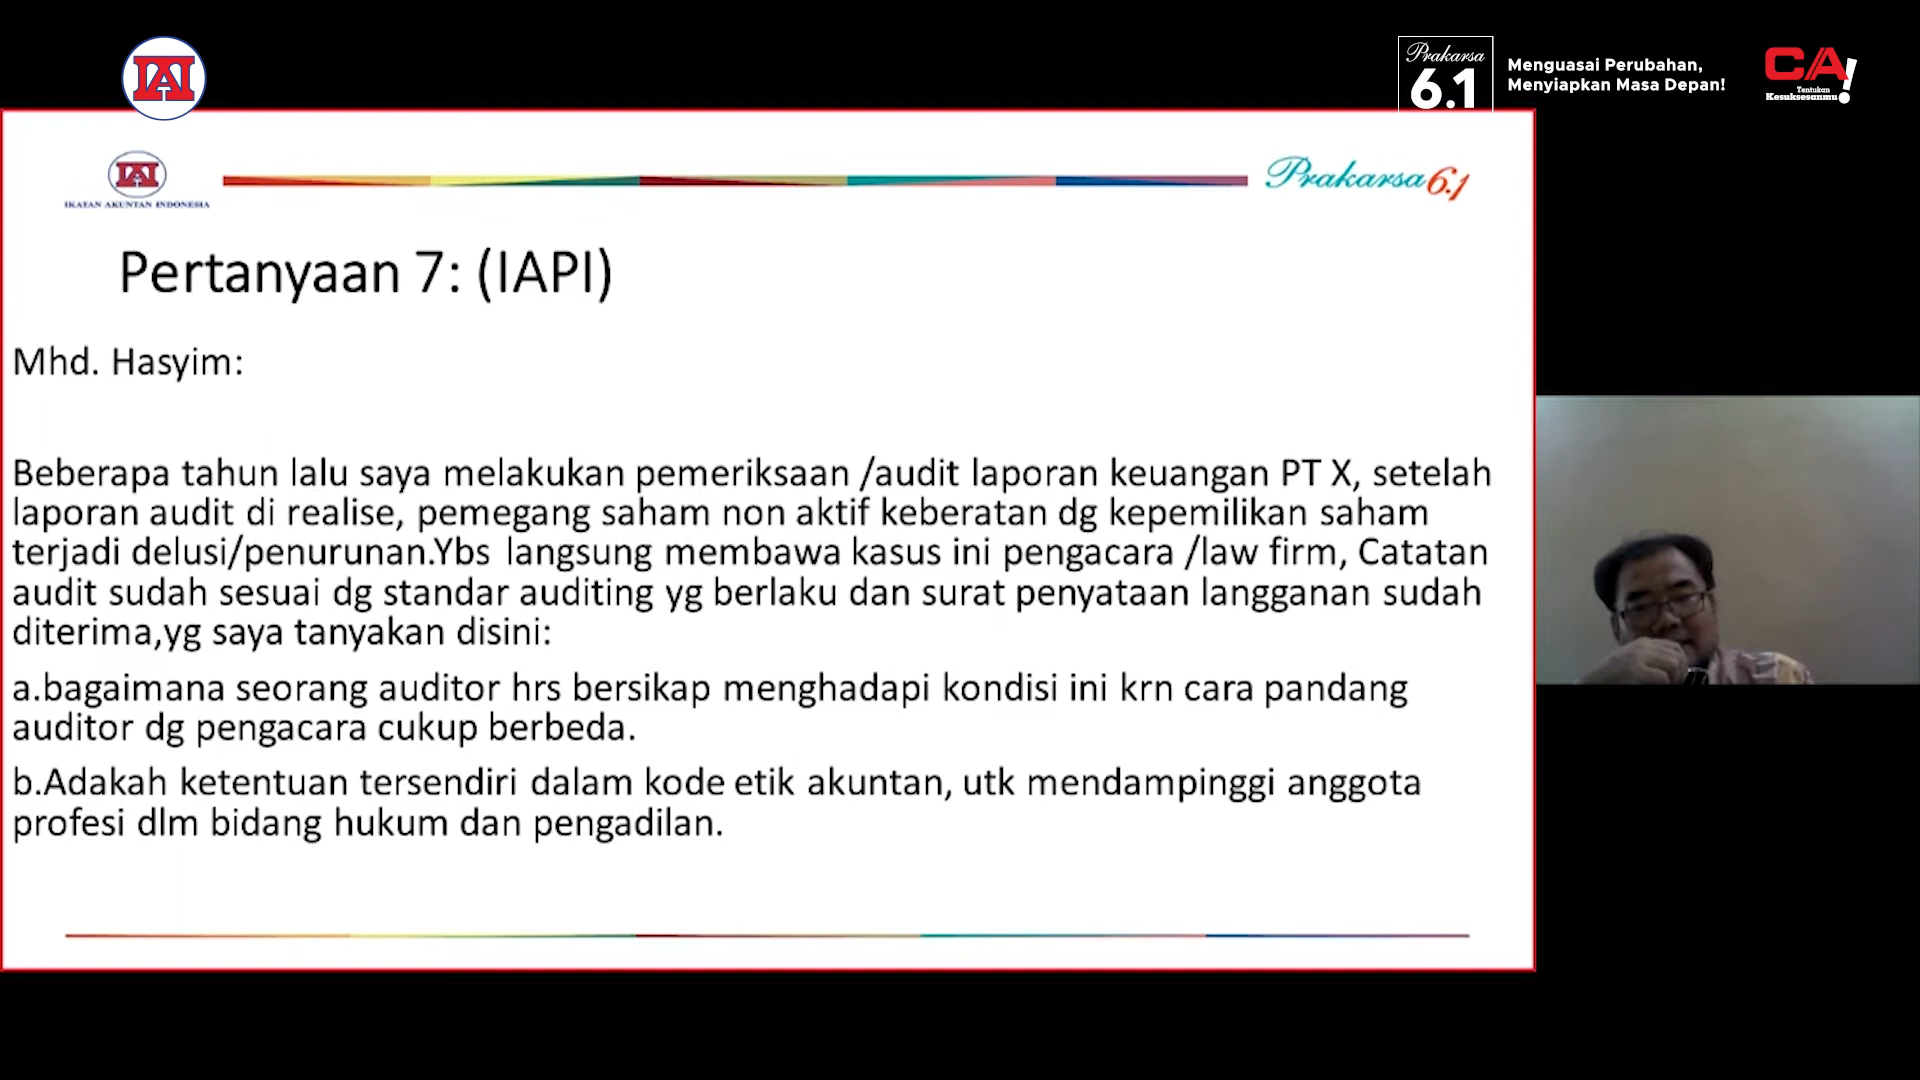 IAI
Prakarsa
6.1
Menguasai Perubahan,
Menyiapkan Masa Depan!
CA!
Tentukan
Kesuksesanmu
IAI
IKATAN AKUNTAN INDONESIA
Prakarsa 6.1
Pertanyaan 7: (IAPI)
Mhd. Hasyim:
Beberapa tahun lalu saya melakukan pemeriksaan /audit laporan keuangan PT X, setelah
laporan audit di realise, pemegang saham non aktif keberatan dg kepemilikan saham
terjadi delusi/penurunan.Ybs langsung membawa kasus ini pengacara /law firm, Catatan
audit sudah sesuai dg standar auditing yg berlaku dan surat penyataan langganan sudah
diterima,yg saya tanyakan disini:
a.bagaimana seorang auditor hrs bersikap menghadapi kondisi ini krn cara pandang
auditor dg pengacara cukup berbeda.
b.Adakah ketentuan tersendiri dalam kode etik akuntan, utk mendampinggi anggota
profesi dlm bidang hukum dan pengadilan.